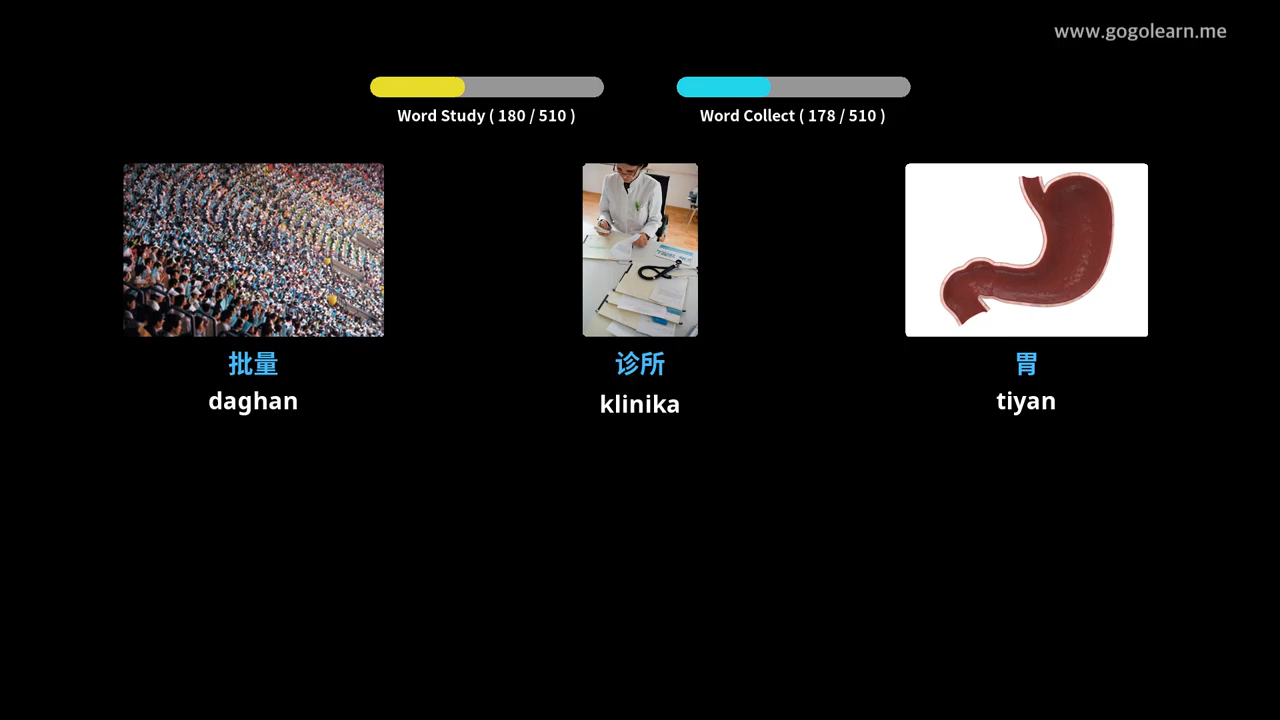 www.gogolearn.me
Word Study ( 180 / 510 )
Word Collect ( 178 / 510 )
批量
daghan
诊所
klinika
胃
tiyan